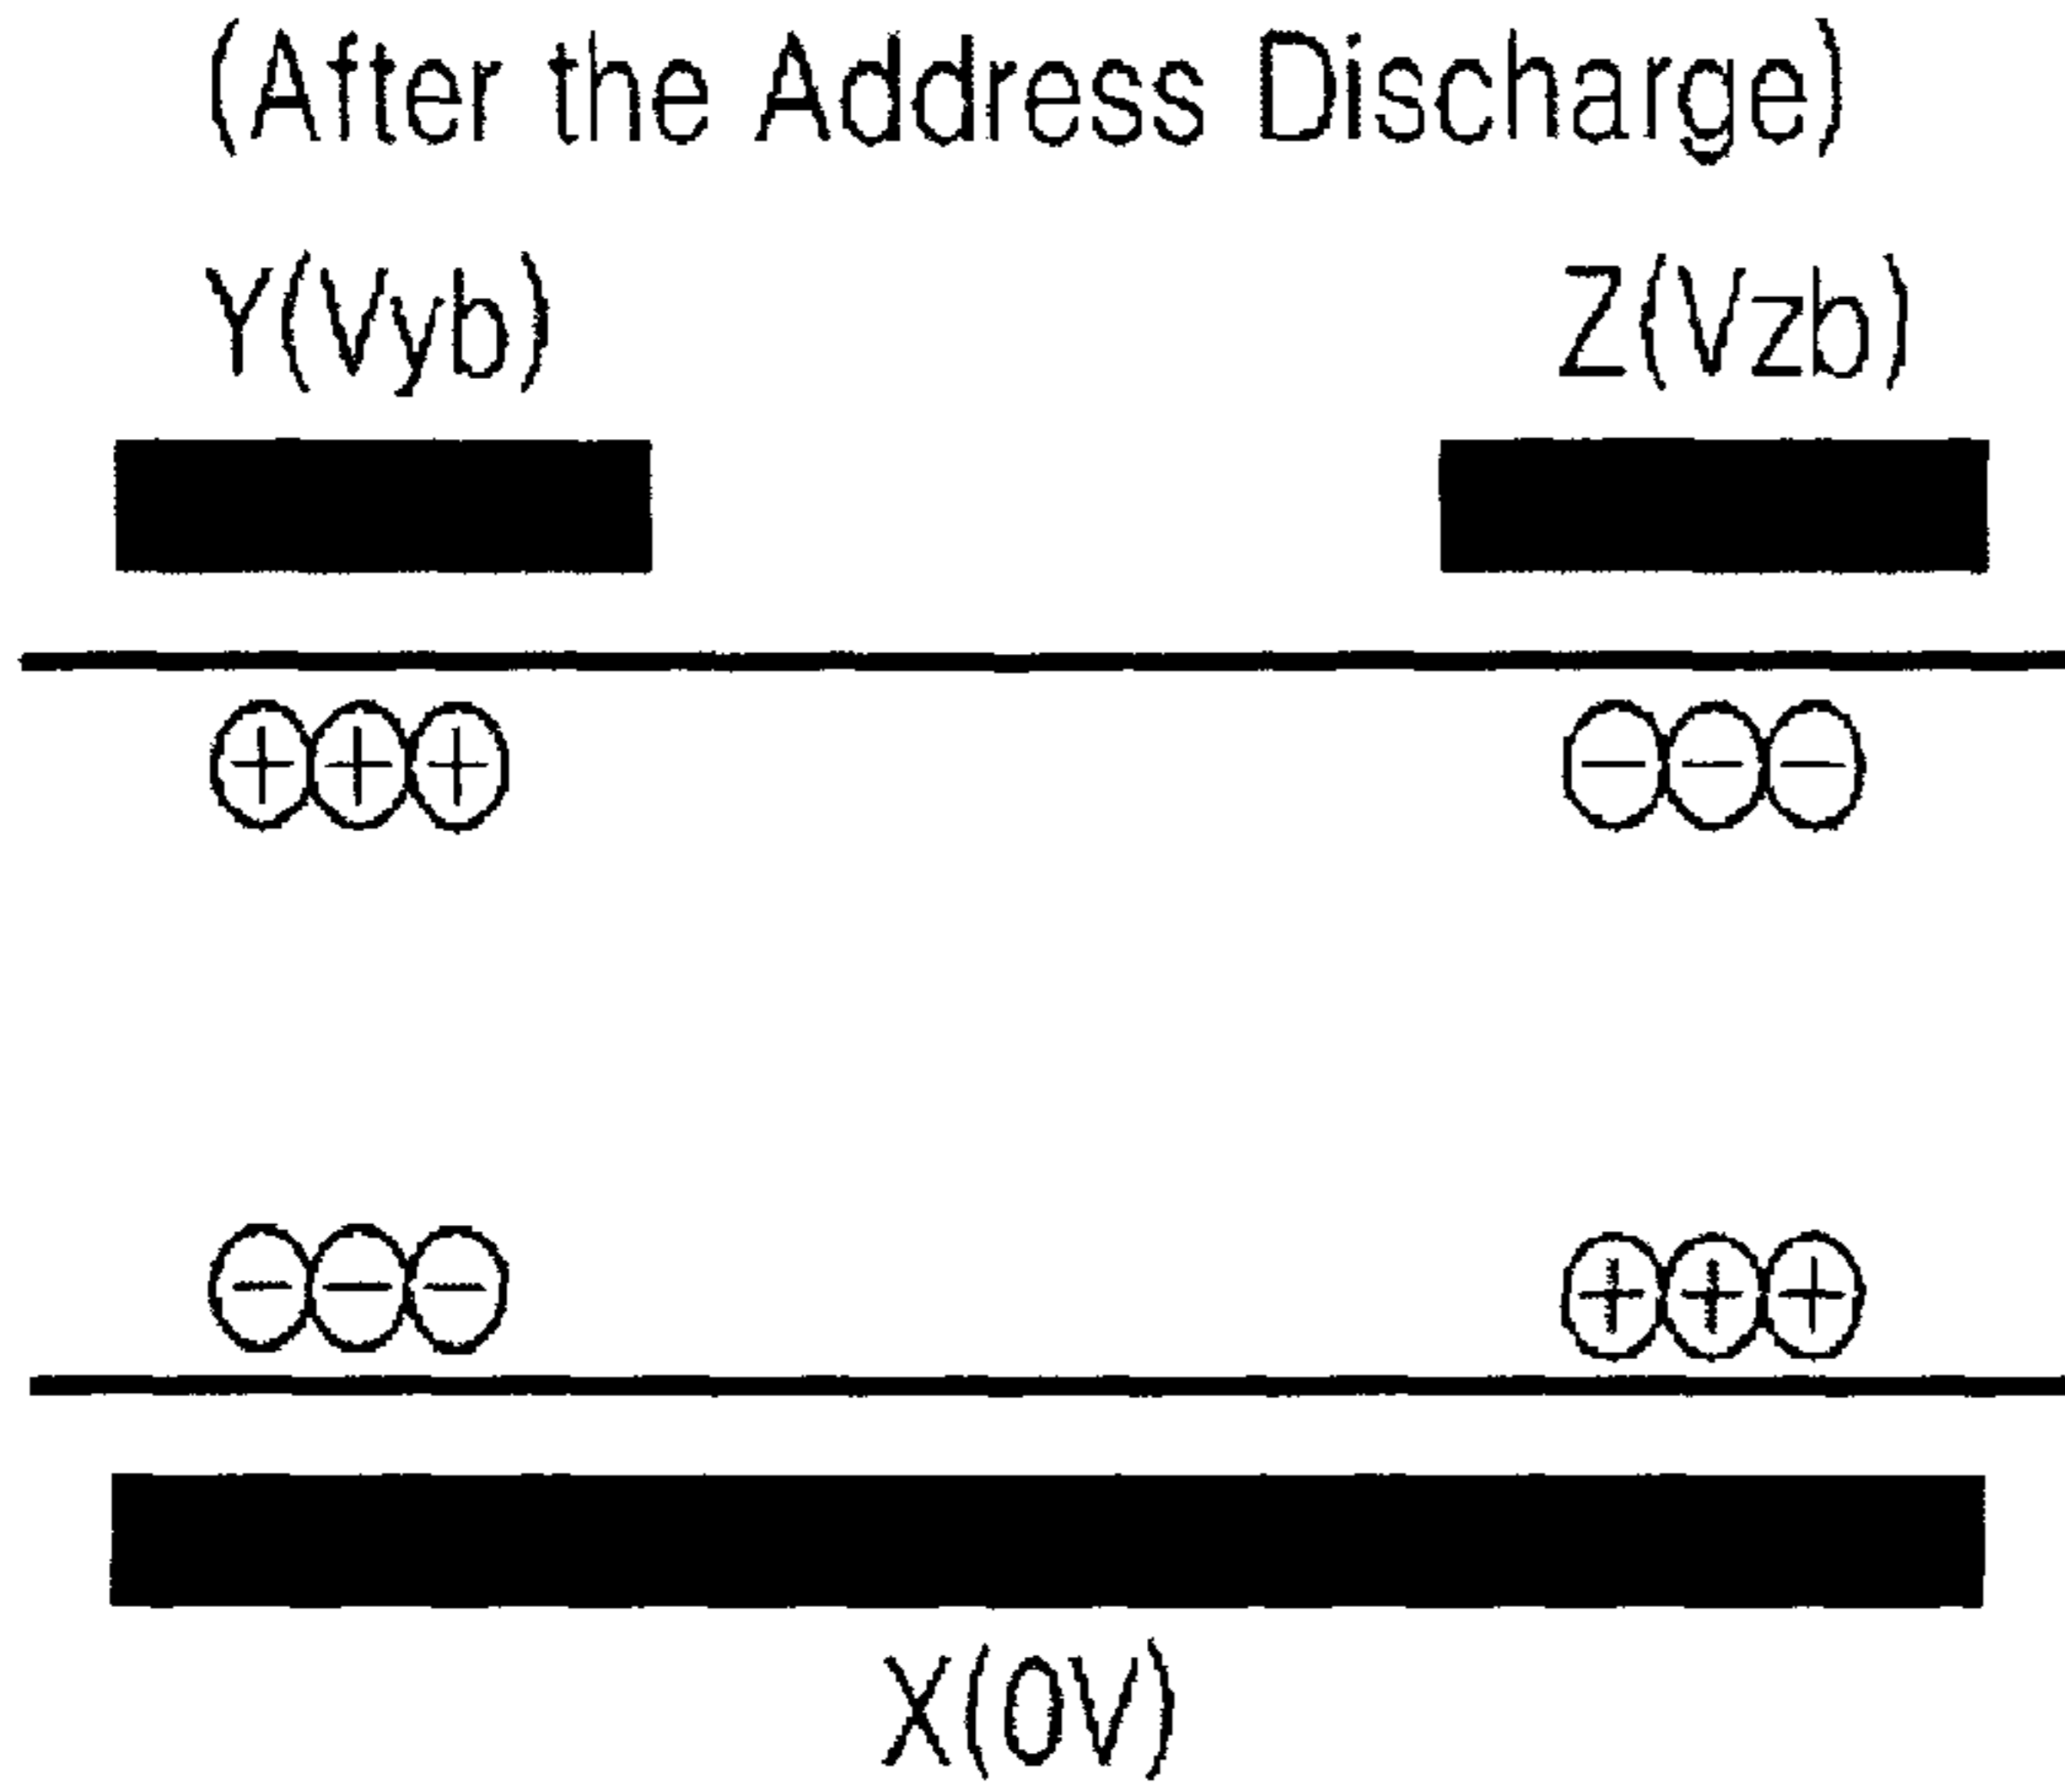 (After the Address Discharge)
Y(Vyb) Z(Vzb)
+ + + - - -
- - - + + +
X(0V)